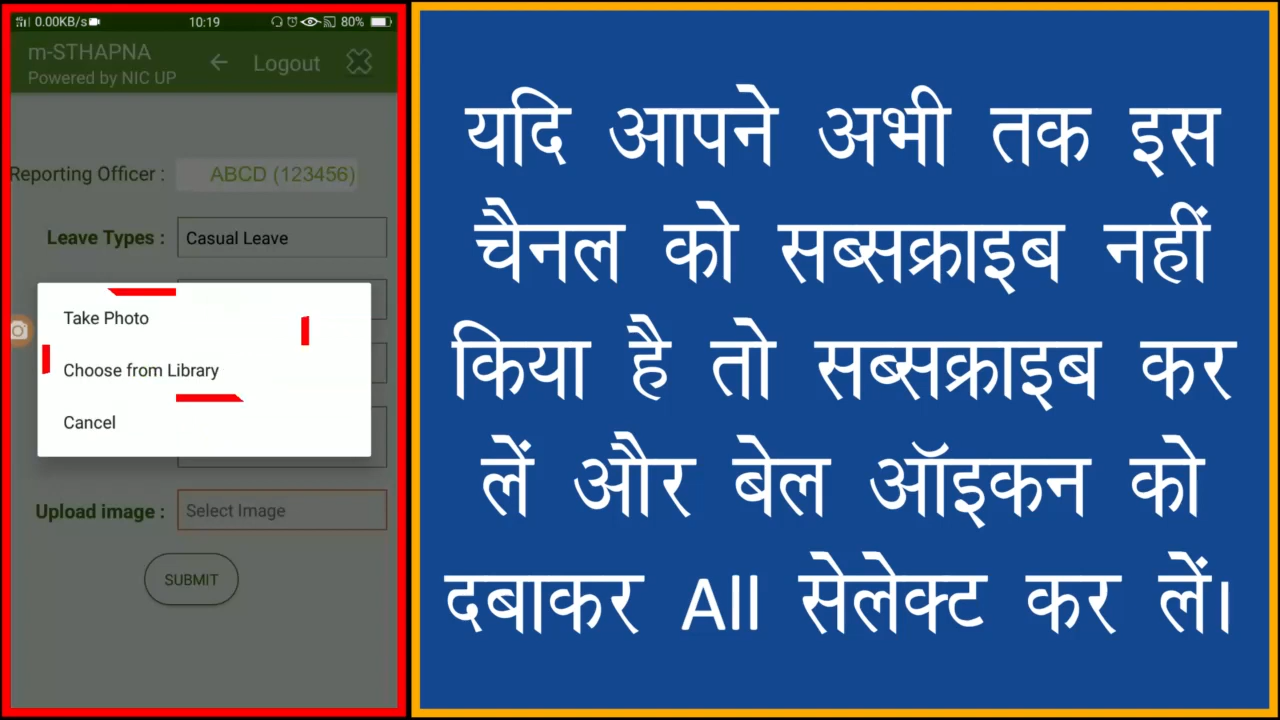 0.00KB/s 10:19 80%
m-STHAPNA
Powered by NIC UP
Logout
Reporting Officer : ABCD (123456)
Leave Types : Casual Leave
Take Photo
Choose from Library
Cancel
Upload image : Select Image
SUBMIT
यदि आपने अभी तक इस
चैनल को सब्सक्राइब नहीं
किया है तो सब्सक्राइब कर
लें और बेल ऑइकन को
दबाकर All सेलेक्ट कर लें।